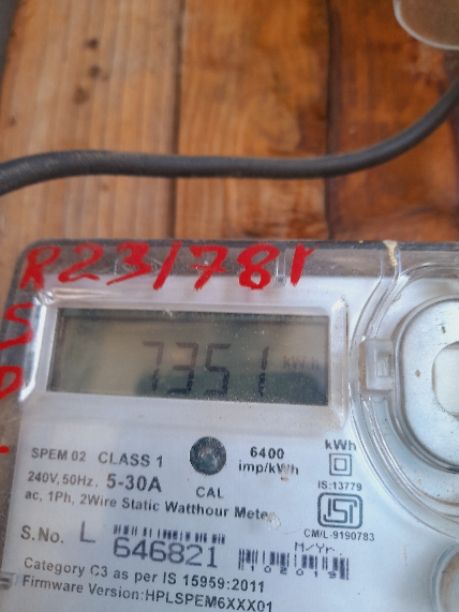 R23/781
S
D
7351 kWh
SPEM 02 CLASS 1
6400
imp/kWh
kWh
240V, 50Hz. 5-30A
CAL
IS:13779
ac, 1Ph, 2Wire Static Watthour Meter
ISI
CM/L-9190783
S.No. L 646821
M/Yr.
102019
Category C3 as per IS 15959:2011
Firmware Version:HPLSPEM6XXX01